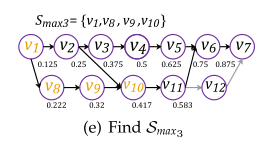 Smax3= {v1,v8 , v9 ,v10}
v1 v2 v3 v4 v5 v6 v7
0.125 0.25 0.375 0.5 0.625 0.75 0.875
v8 v9 v10 v11 v12
0.222 0.32 0.417 0.583
(e) Find Smax3